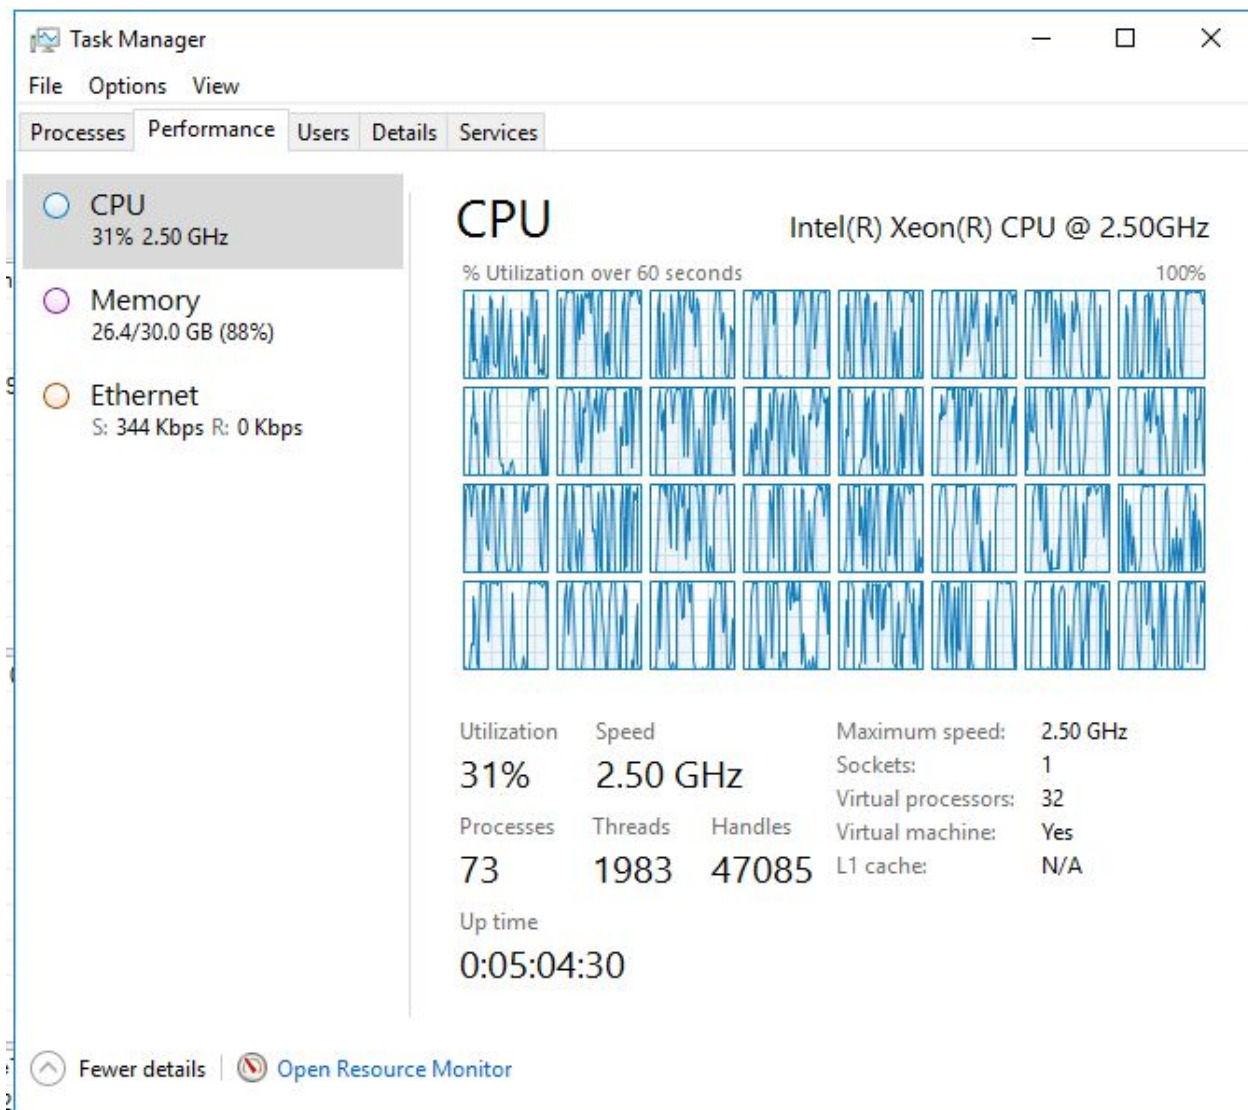 Task Manager
File Options View
Processes Performance Users Details Services
CPU
31% 2.50 GHz
Memory
26.4/30.0 GB (88%)
Ethernet
S: 344 Kbps R: 0 Kbps
CPU Intel(R) Xeon(R) CPU @ 2.50GHz
% Utilization over 60 seconds 100%
Utilization Speed
31% 2.50 GHz
Processes Threads Handles
73 1983 47085
Up time
0:05:04:30
Maximum speed: 2.50 GHz
Sockets: 1
Virtual processors: 32
Virtual machine: Yes
L1 cache: N/A
Fewer details Open Resource Monitor